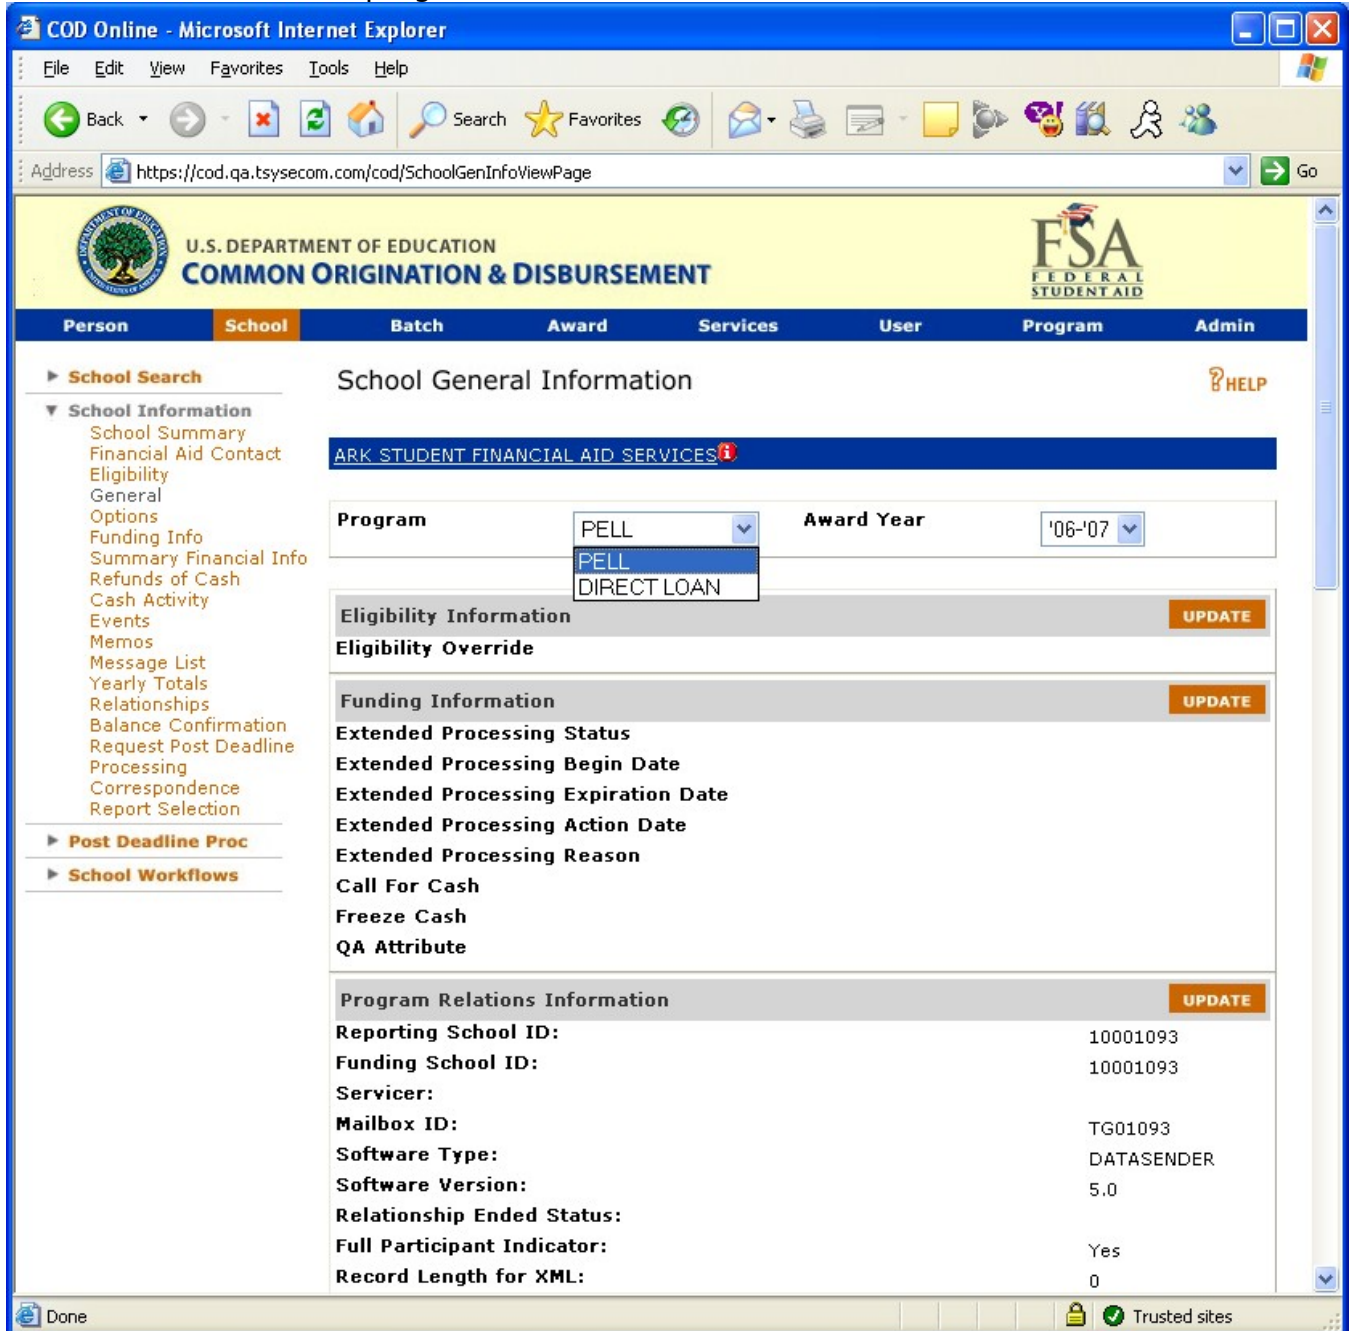 COD Online - Microsoft Internet Explorer
File Edit View Favorites Tools Help
Back Search Favorites
Address https://cod.qa.tsysecom.com/cod/SchoolGenInfoViewPage Go
U.S. DEPARTMENT OF EDUCATION
COMMON ORIGINATION & DISBURSEMENT
FSA
FEDERAL
STUDENT AID
Person School Batch Award Services User Program Admin
School Search
School Information
School Summary
Financial Aid Contact
Eligibility
General
Options
Funding Info
Summary Financial Info
Refunds of Cash
Cash Activity
Events
Memos
Message List
Yearly Totals
Relationships
Balance Confirmation
Request Post Deadline
Processing
Correspondence
Report Selection
Post Deadline Proc
School Workflows
School General Information
HELP
ARK STUDENT FINANCIAL AID SERVICES
Program PELL Award Year '06-'07
PELL
DIRECT LOAN
Eligibility Information UPDATE
Eligibility Override
Funding Information UPDATE
Extended Processing Status
Extended Processing Begin Date
Extended Processing Expiration Date
Extended Processing Action Date
Extended Processing Reason
Call For Cash
Freeze Cash
QA Attribute
Program Relations Information UPDATE
Reporting School ID: 10001093
Funding School ID: 10001093
Servicer:
Mailbox ID: TG01093
Software Type: DATASENDER
Software Version: 5.0
Relationship Ended Status:
Full Participant Indicator: Yes
Record Length for XML: 0
Done Trusted sites